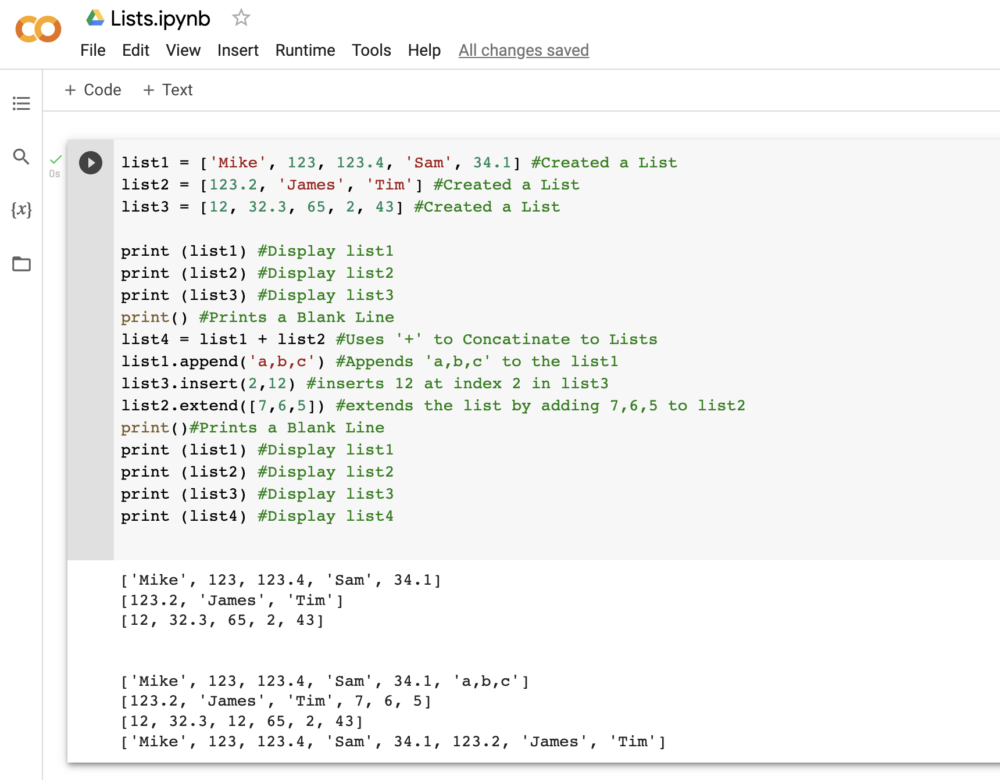 Lists.ipynb
File Edit View Insert Runtime Tools Help All changes saved
+ Code + Text
0s
{x}
list1 = ['Mike', 123, 123.4, 'Sam', 34.1] #Created a List
list2 = [123.2, 'James', 'Tim'] #Created a List
list3 = [12, 32.3, 65, 2, 43] #Created a List
print (list1) #Display list1
print (list2) #Display list2
print (list3) #Display list3
print() #Prints a Blank Line
list4 = list1 + list2 #Uses '+' to Concatinate to Lists
list1.append('a,b,c') #Appends 'a,b,c' to the list1
list3.insert(2,12) #inserts 12 at index 2 in list3
list2.extend([7,6,5]) #extends the list by adding 7,6,5 to list2
print()#Prints a Blank Line
print (list1) #Display list1
print (list2) #Display list2
print (list3) #Display list3
print (list4) #Display list4
['Mike', 123, 123.4, 'Sam', 34.1]
[123.2, 'James', 'Tim']
[12, 32.3, 65, 2, 43]
['Mike', 123, 123.4, 'Sam', 34.1, 'a,b,c']
[123.2, 'James', 'Tim', 7, 6, 5]
[12, 32.3, 12, 65, 2, 43]
['Mike', 123, 123.4, 'Sam', 34.1, 123.2, 'James', 'Tim']